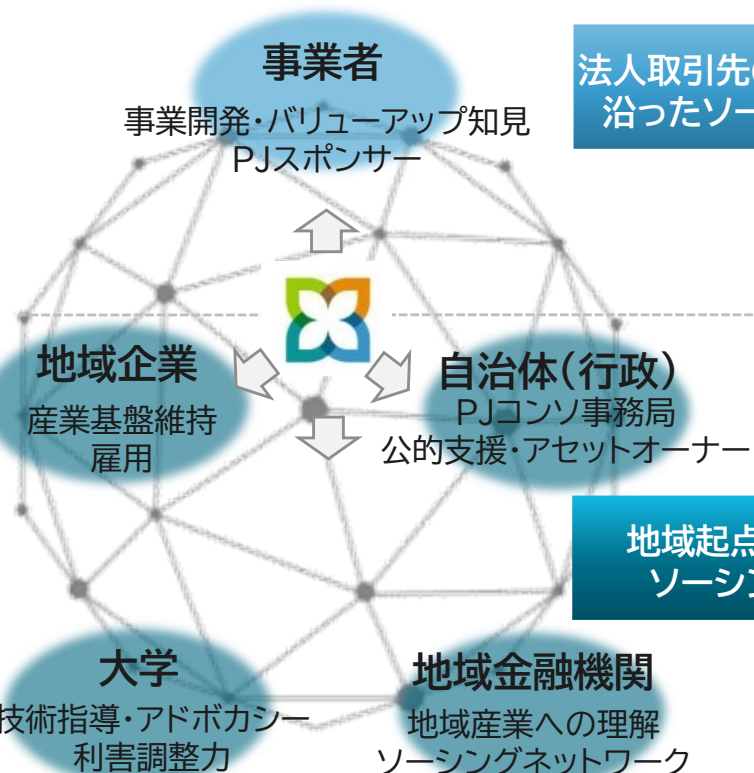 事業者
事業開発・バリューアップ知見
PJスポンサー
法人取引先の
沿ったソー
地域企業
産業基盤維持
雇用
自治体(行政)
PJコンソ事務局
公的支援・アセットオーナー
地域起点
ソーシン
大学
技術指導・アドボカシー
利害調整力
地域金融機関
地域産業への理解
ソーシングネットワーク